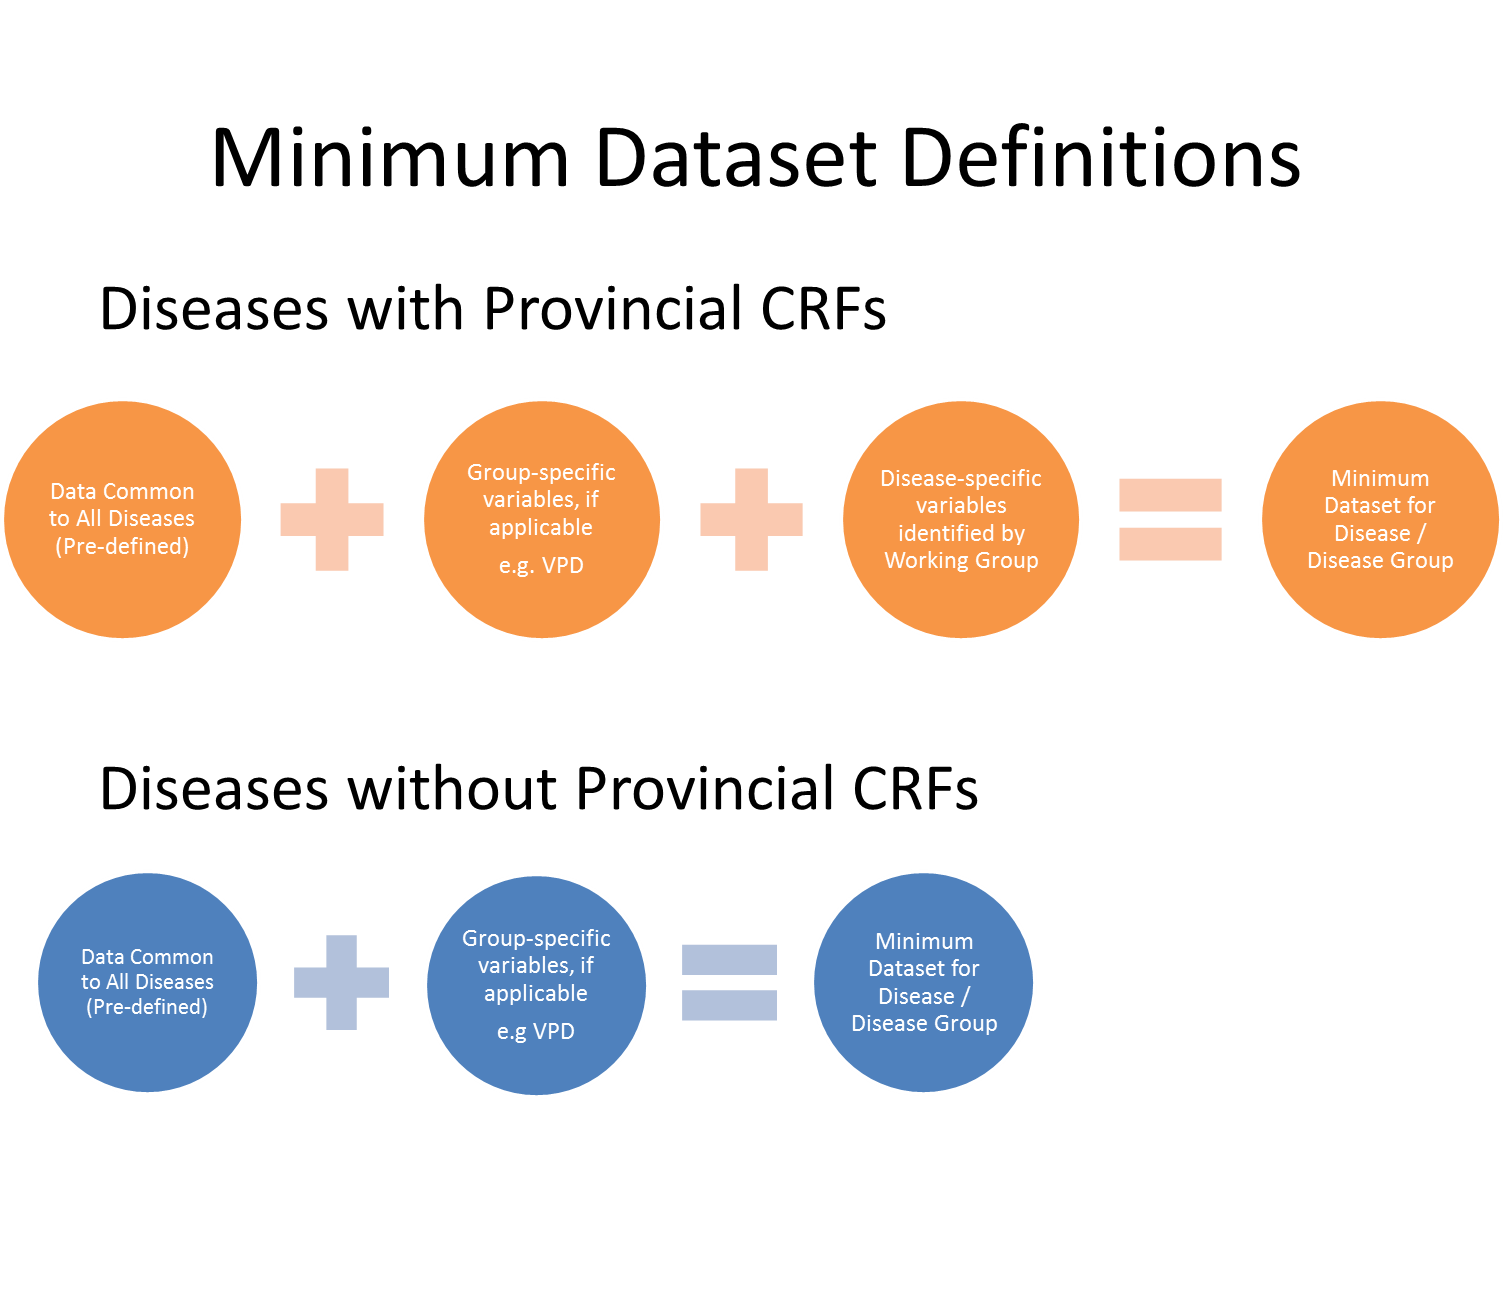 Minimum Dataset Definitions
Diseases with Provincial CRFs
Data Common
to All Diseases
(Pre-defined)
Group-specific
variables, if
applicable
e.g. VPD
Disease-specific
variables
identified by
Working Group
Minimum
Dataset for
Disease /
Disease Group
Diseases without Provincial CRFs
Data Common
to All Diseases
(Pre-defined)
Group-specific
variables, if
applicable
e.g VPD
Minimum
Dataset for
Disease /
Disease Group